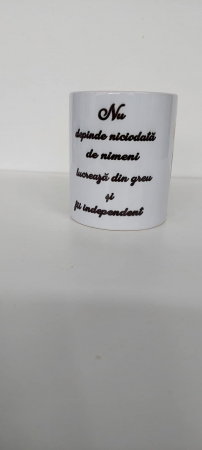 Nu
depinde niciodată
de nimeni
lucrează din greu
și
fii independent